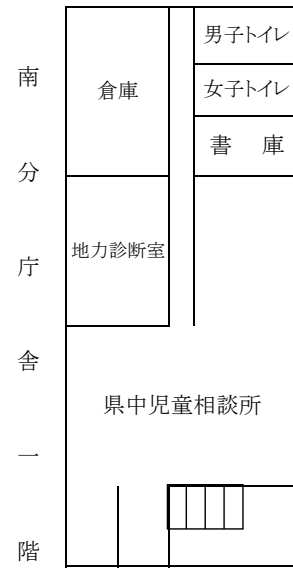 南分庁舎一階
倉庫
男子トイレ
女子トイレ
書　庫
地力診断室
県中児童相談所